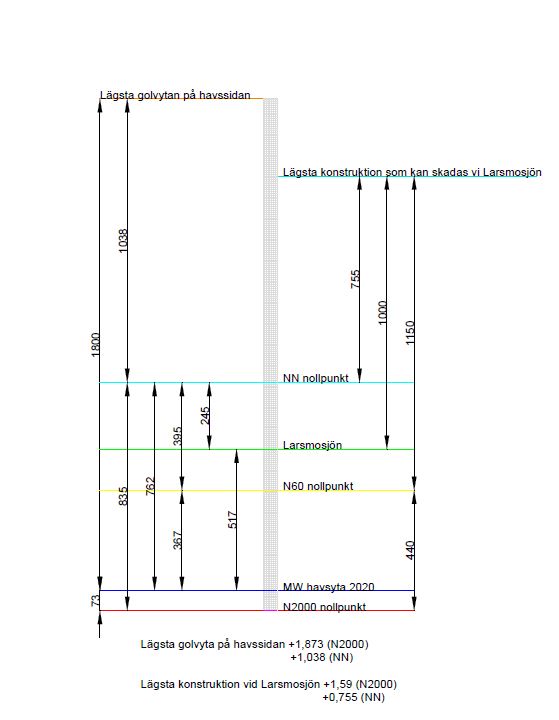 Lägsta golvytan på havssidan
Lägsta konstruktion som kan skadas vi Larsmosjön
1038
755
1000
1150
1800
NN nollpunkt
245
395
Larsmosjön
762
835
N60 nollpunkt
517
367
440
MW havsyta 2020
73
N2000 nollpunkt
Lägsta golvyta på havssidan +1,873 (N2000)
+1,038 (NN)
Lägsta konstruktion vid Larsmosjön +1,59 (N2000)
+0,755 (NN)